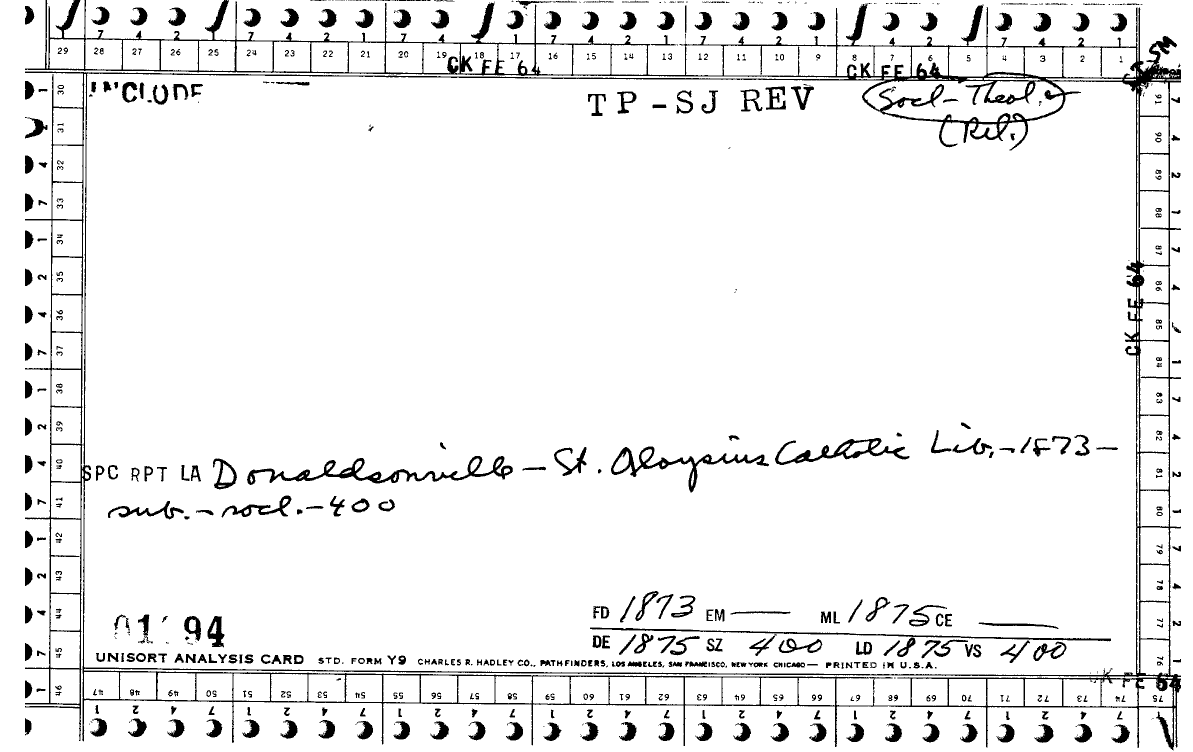 7 4 2 1 7 4 2 1 7 4 2 1 7 4 2 1 7 4 2 1 7 4 2 1
29 28 27 26 25 24 23 22 21 20 19 18 17 16 15 14 13 12 11 10 9 8 7 6 5 4 3 2 1
CK FE 64 CK FE 64
SM
INCLUDE TP-SJ REV Socl-Theol.
(Rel.)
30 31 32 33 34 35 36 37 38 39 40 41 42 43 44 45 46
91 90 89 88 87 86 85 84 83 82 81 80 79 78 77 76 75
CK FE 64
SPC RPT LA Donaldsonville - St. Aloysius Catholic Lib. - 1873 -
sub. - socl. - 400
FD 1873 EM — ML 1875 CE —
DE 1875 SZ 400 LD 1875 VS 400
94
UNISORT ANALYSIS CARD STD. FORM Y9 CHARLES R. HADLEY CO., PATHFINDERS, LOS ANGELES, SAN FRANCISCO, NEW YORK CHICAGO — PRINTED IN U.S.A.
CK FE 64
47 48 49 50 51 52 53 54 55 56 57 58 59 60 61 62 63 64 65 66 67 68 69 70 71 72 73 74
1 2 4 7 1 2 4 7 1 2 4 7 1 2 4 7 1 2 4 7 1 2 4 7 1 2 4 7